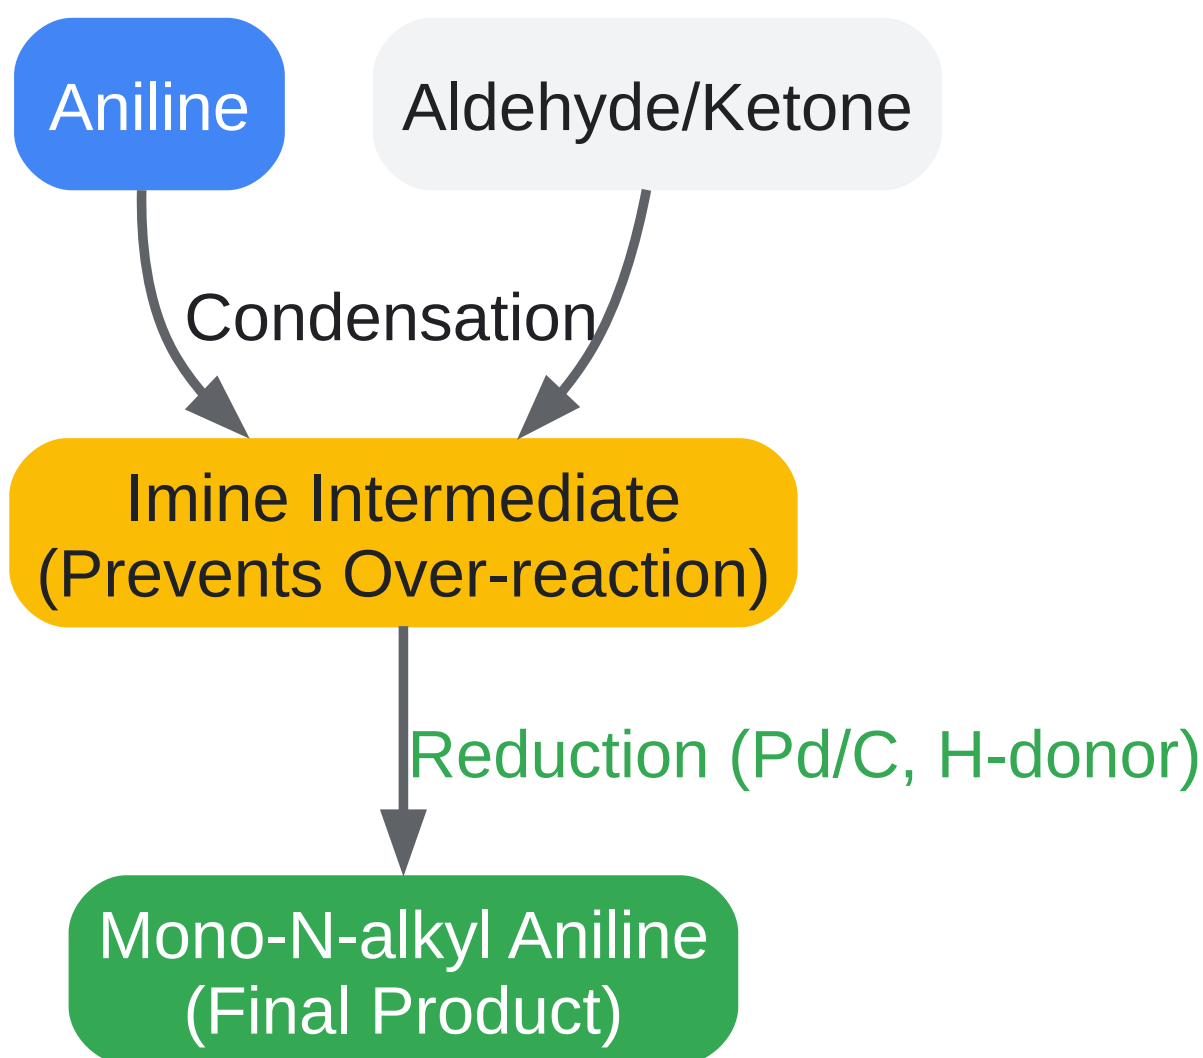 Aniline
Aldehyde/Ketone
Condensation
Imine Intermediate
(Prevents Over-reaction)
Reduction (Pd/C, H-donor)
Mono-N-alkyl Aniline
(Final Product)